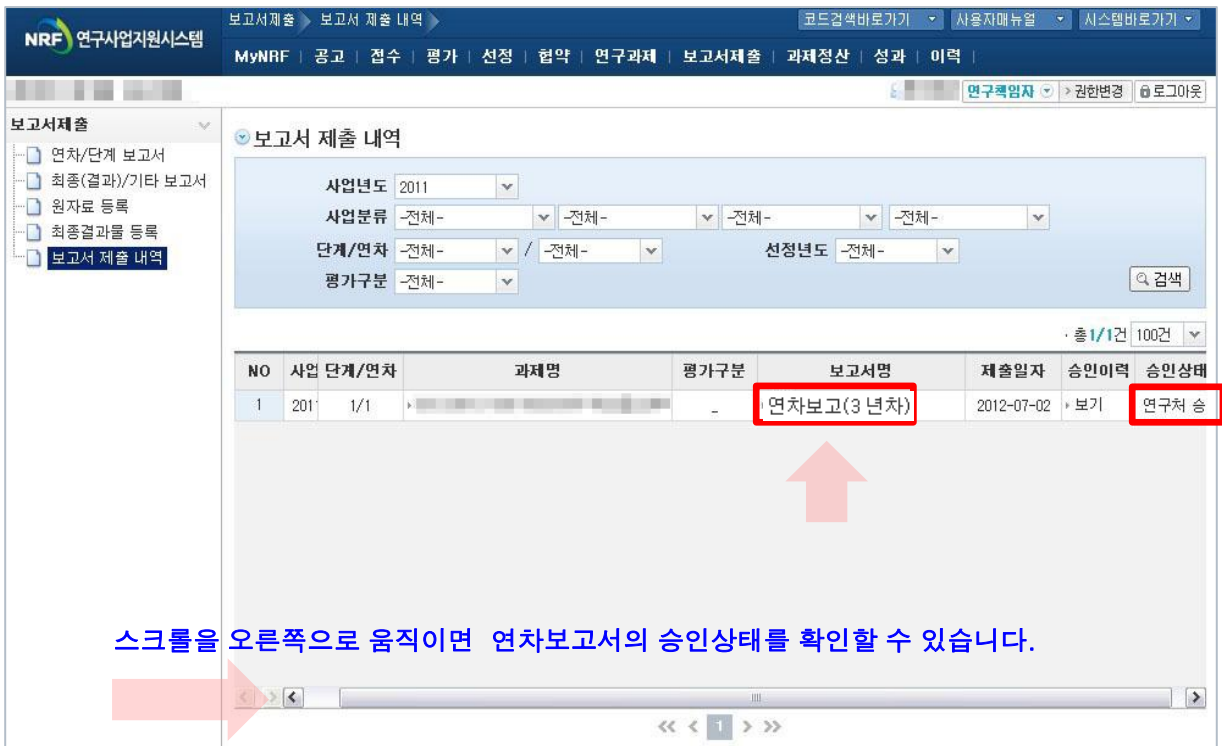 보고서제출 보고서 제출 내역 코드검색바로가기 사용자매뉴얼 시스템바로가기
NRF 연구사업지원시스템
MyNRF | 공고 | 접수 | 평가 | 선정 | 협약 | 연구과제 | 보고서제출 | 과제정산 | 성과 | 이력 |
연구책임자 권한변경 로그아웃
보고서제출
연차/단계 보고서
최종(결과)/기타 보고서
원자료 등록
최종결과물 등록
보고서 제출 내역
보고서 제출 내역
사업년도 2011
사업분류 -전체- -전체- -전체- -전체-
단계/연차 -전체- / -전체- 선정년도 -전체-
평가구분 -전체-
검색
· 총1/1건 100건
NO 사업 단계/연차 과제명 평가구분 보고서명 제출일자 승인이력 승인상태
1 201 1/1 - 연차보고(3 년차) 2012-07-02 보기 연구처 승
스크롤을 오른쪽으로 움직이면 연차보고서의 승인상태를 확인할 수 있습니다.
1